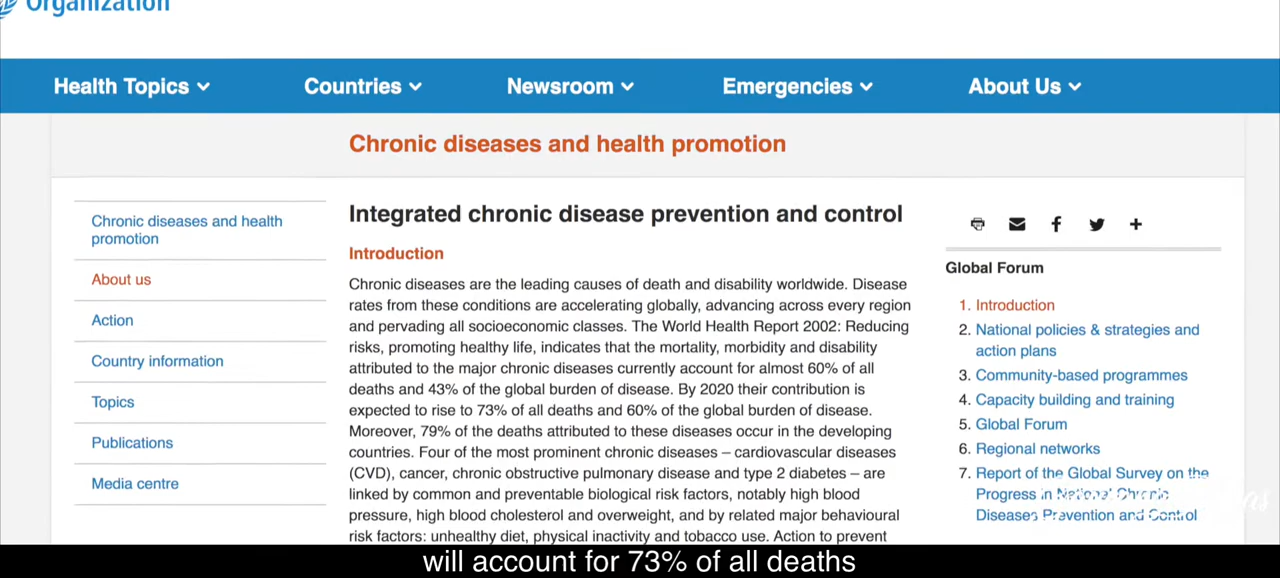 Organization
Health Topics
Countries
Newsroom
Emergencies
About Us
Chronic diseases and health promotion
Chronic diseases and health
promotion
About us
Action
Country information
Topics
Publications
Media centre
Integrated chronic disease prevention and control
Introduction
Chronic diseases are the leading causes of death and disability worldwide. Disease
rates from these conditions are accelerating globally, advancing across every region
and pervading all socioeconomic classes. The World Health Report 2002: Reducing
risks, promoting healthy life, indicates that the mortality, morbidity and disability
attributed to the major chronic diseases currently account for almost 60% of all
deaths and 43% of the global burden of disease. By 2020 their contribution is
expected to rise to 73% of all deaths and 60% of the global burden of disease.
Moreover, 79% of the deaths attributed to these diseases occur in the developing
countries. Four of the most prominent chronic diseases – cardiovascular diseases
(CVD), cancer, chronic obstructive pulmonary disease and type 2 diabetes – are
linked by common and preventable biological risk factors, notably high blood
pressure, high blood cholesterol and overweight, and by related major behavioural
risk factors: unhealthy diet, physical inactivity and tobacco use. Action to prevent
Global Forum
1. Introduction
2. National policies & strategies and
action plans
3. Community-based programmes
4. Capacity building and training
5. Global Forum
6. Regional networks
7. Report of the Global Survey on the
Progress in National Chronic
Diseases Prevention and Control
will account for 73% of all deaths